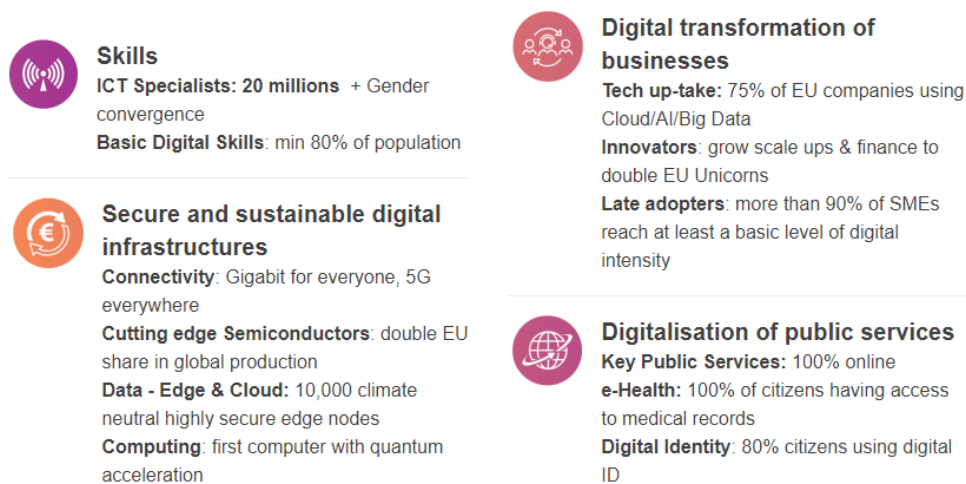 Skills
ICT Specialists: 20 millions + Gender
convergence
Basic Digital Skills: min 80% of population
Secure and sustainable digital
infrastructures
Connectivity: Gigabit for everyone, 5G
everywhere
Cutting edge Semiconductors: double EU
share in global production
Data - Edge & Cloud: 10,000 climate
neutral highly secure edge nodes
Computing: first computer with quantum
acceleration
Digital transformation of
businesses
Tech up-take: 75% of EU companies using
Cloud/AI/Big Data
Innovators: grow scale ups & finance to
double EU Unicorns
Late adopters: more than 90% of SMEs
reach at least a basic level of digital
intensity
Digitalisation of public services
Key Public Services: 100% online
e-Health: 100% of citizens having access
to medical records
Digital Identity: 80% citizens using digital
ID